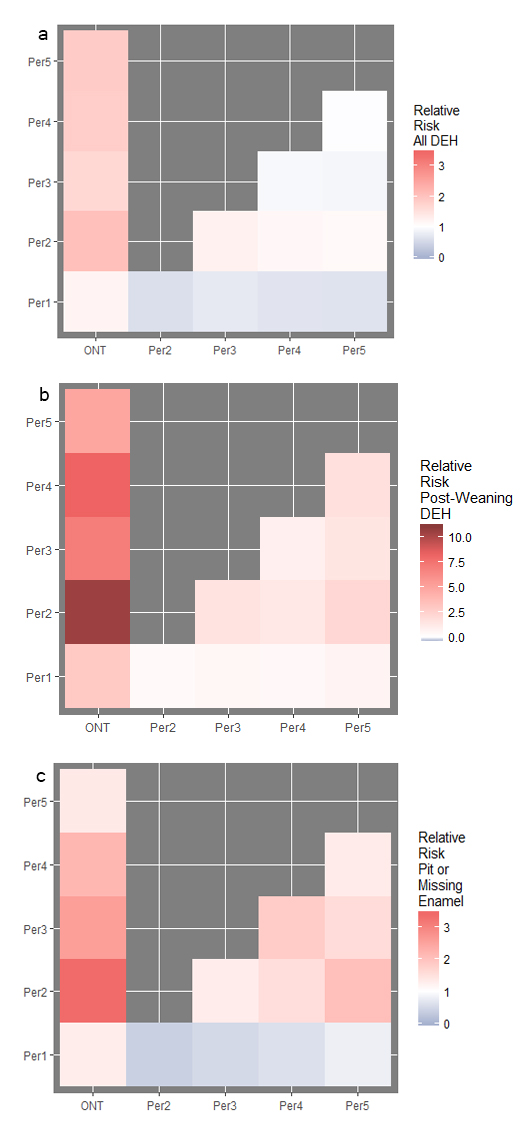 a
Per5
Per4
Per3
Per2
Per1
ONT Per2 Per3 Per4 Per5
Relative
Risk
All DEH
3
2
1
0
b
Per5
Per4
Per3
Per2
Per1
ONT Per2 Per3 Per4 Per5
Relative
Risk
Post-Weaning
DEH
10.0
7.5
5.0
2.5
0.0
c
Per5
Per4
Per3
Per2
Per1
ONT Per2 Per3 Per4 Per5
Relative
Risk
Pit or
Missing
Enamel
3
2
1
0